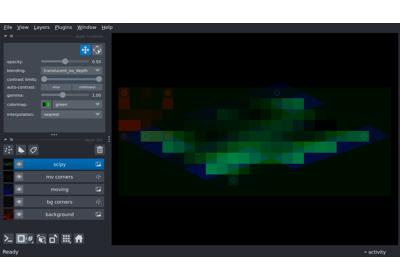 File View Layers Plugins Window Help
opacity: 0.50
blending: translucent_no_depth
contrast limits:
auto-contrast: once continuous
gamma: 1.00
colormap: green
interpolation: nearest
scipy
mv corners
moving
bg corners
background
Ready
activity